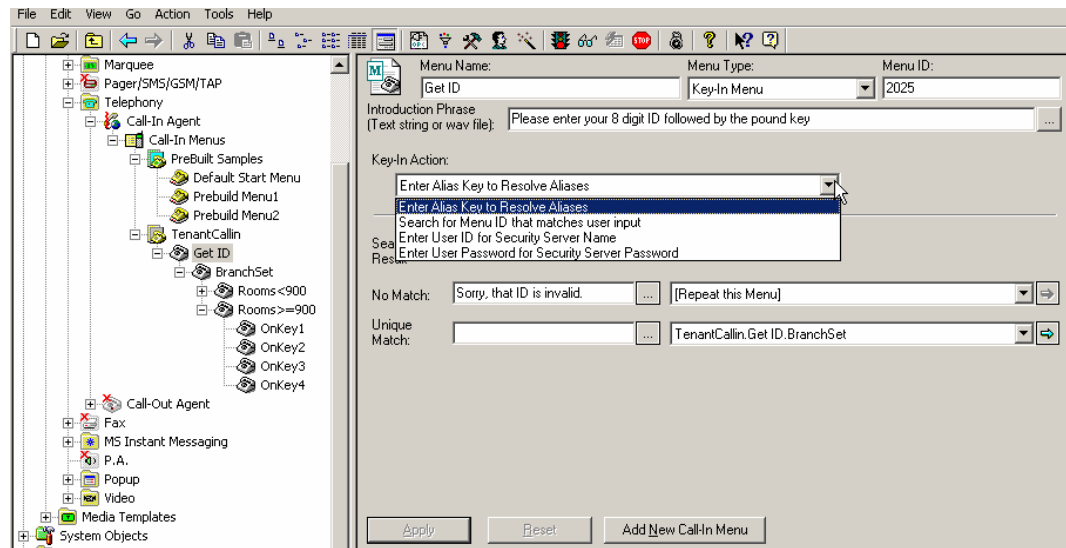 File Edit View Go Action Tools Help
Marquee
Pager/SMS/GSM/TAP
Telephony
Call-In Agent
Call-In Menus
PreBuilt Samples
Default Start Menu
Prebuild Menu1
Prebuild Menu2
TenantCallin
Get ID
BranchSet
Rooms<900
Rooms>=900
OnKey1
OnKey2
OnKey3
OnKey4
Call-Out Agent
Fax
MS Instant Messaging
P.A.
Popup
Video
Media Templates
System Objects
Menu Name: Menu Type: Menu ID:
Get ID Key-In Menu 2025
Introduction Phrase
(Text string or wav file): Please enter your 8 digit ID followed by the pound key ...
Key-In Action:
Enter Alias Key to Resolve Aliases
Enter Alias Key to Resolve Aliases
Search for Menu ID that matches user input
Enter User ID for Security Server Name
Enter User Password for Security Server Password
No Match: Sorry, that ID is invalid. ... [Repeat this Menu]
Unique
Match: ... TenantCallin.Get ID.BranchSet
Apply Reset Add New Call-In Menu